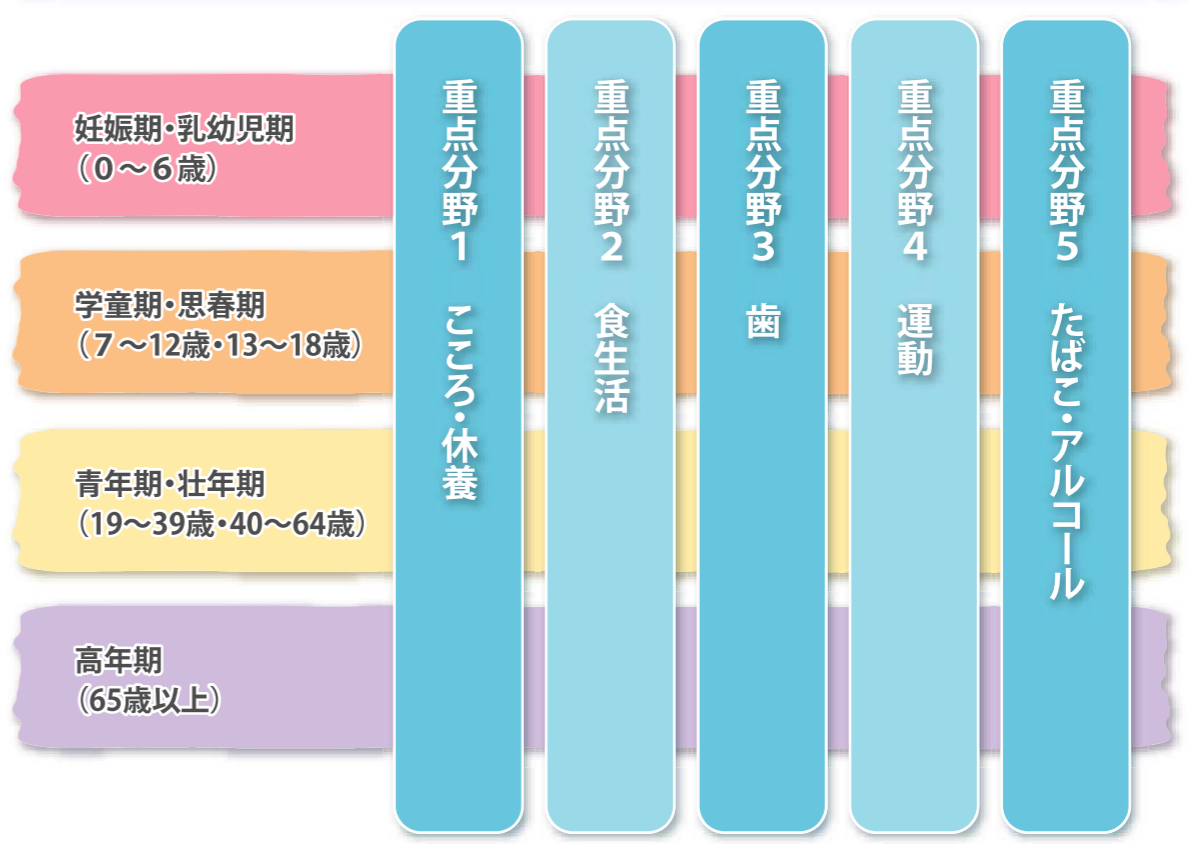 妊娠期・乳幼児期
（０～６歳）
学童期・思春期
（７～12歳・13～18歳）
青年期・壮年期
（19～39歳・40～64歳）
高年期
（65歳以上）
重点分野１　こころ・休養
重点分野２　食生活
重点分野３　歯
重点分野４　運動
重点分野５　たばこ・アルコール